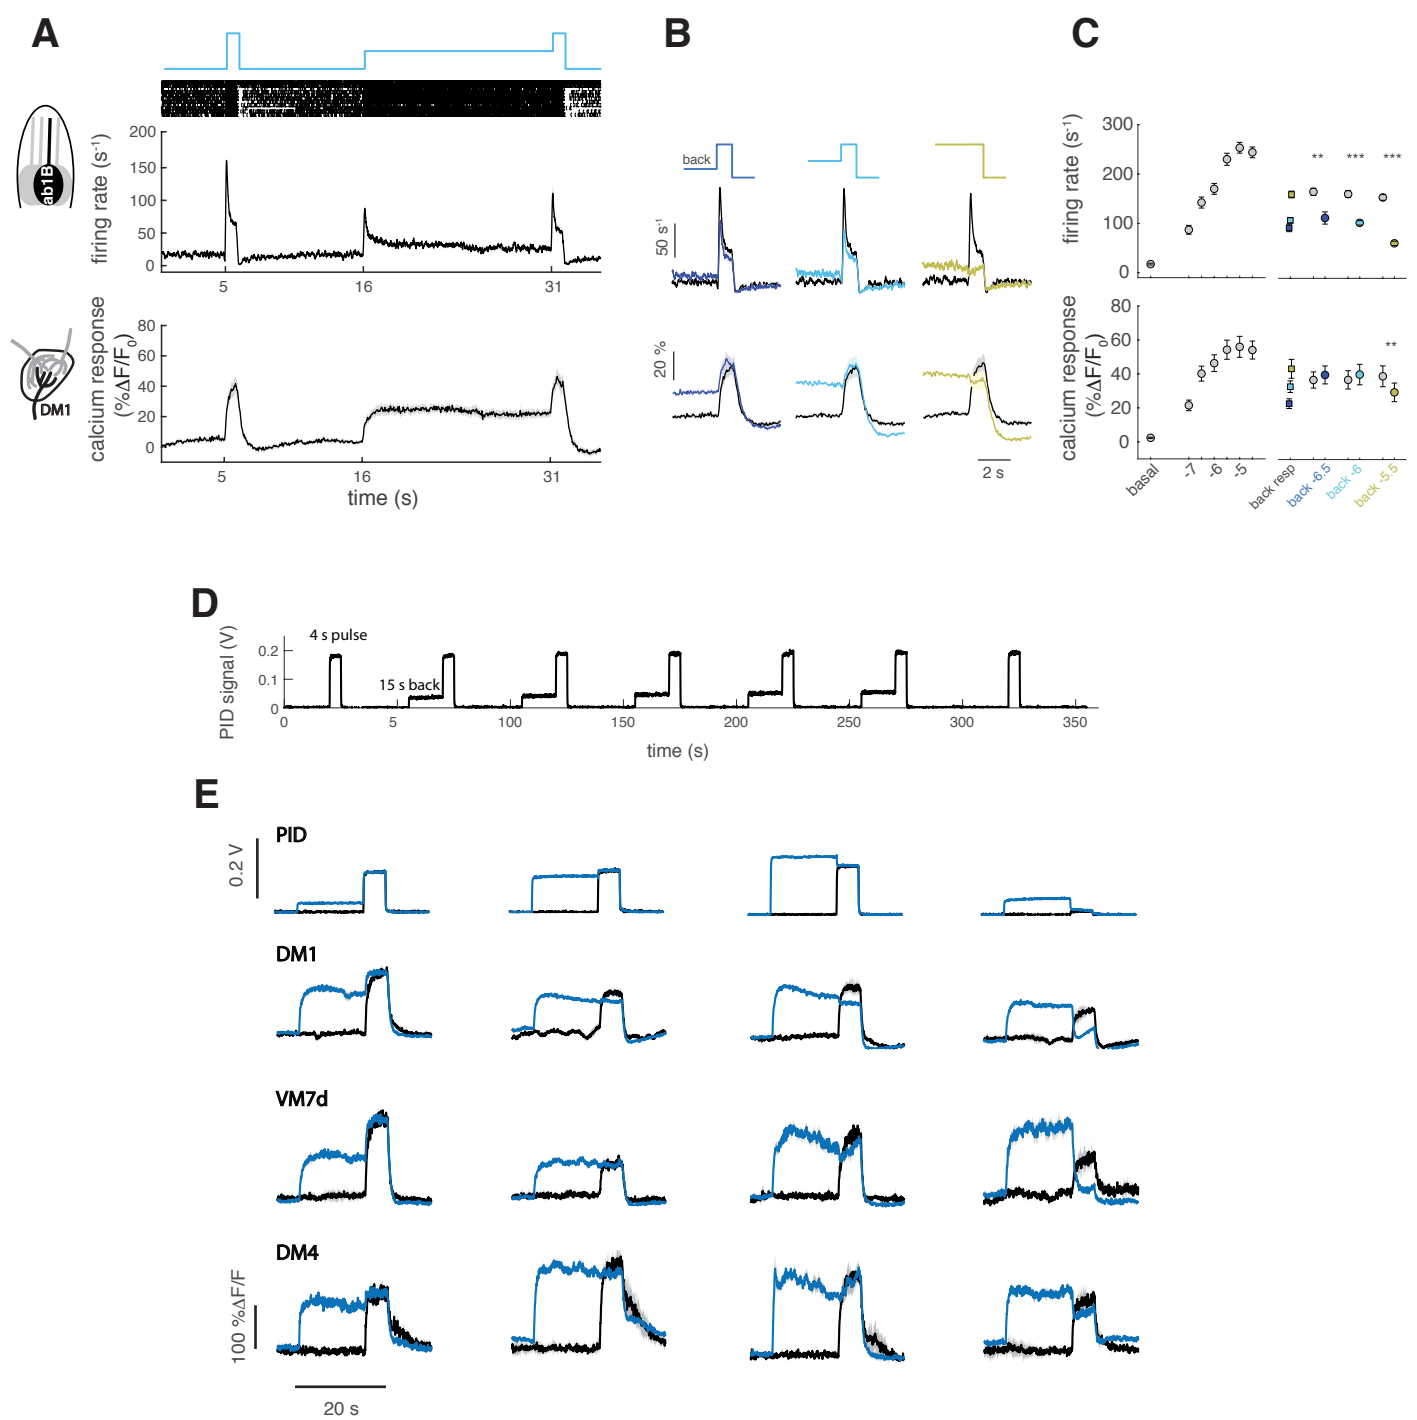 A
B
C
ab1B
firing rate (s-1)
200
150
100
50
0
5
16
31
DM1
calcium response
(%ΔF/F0)
80
60
40
20
0
5
16
31
time (s)
back
50 s-1
20 %
2 s
firing rate (s-1)
300
200
100
0
**
***
***
calcium response
(%ΔF/F0)
80
60
40
20
0
**
basal
-7
-6
-5
back resp
back -6.5
back -6
back -5.5
D
PID signal (V)
0.2
0.1
0
4 s pulse
15 s back
0
5
100
150
200
250
300
350
time (s)
E
PID
0.2 V
DM1
VM7d
DM4
100 %ΔF/F
20 s